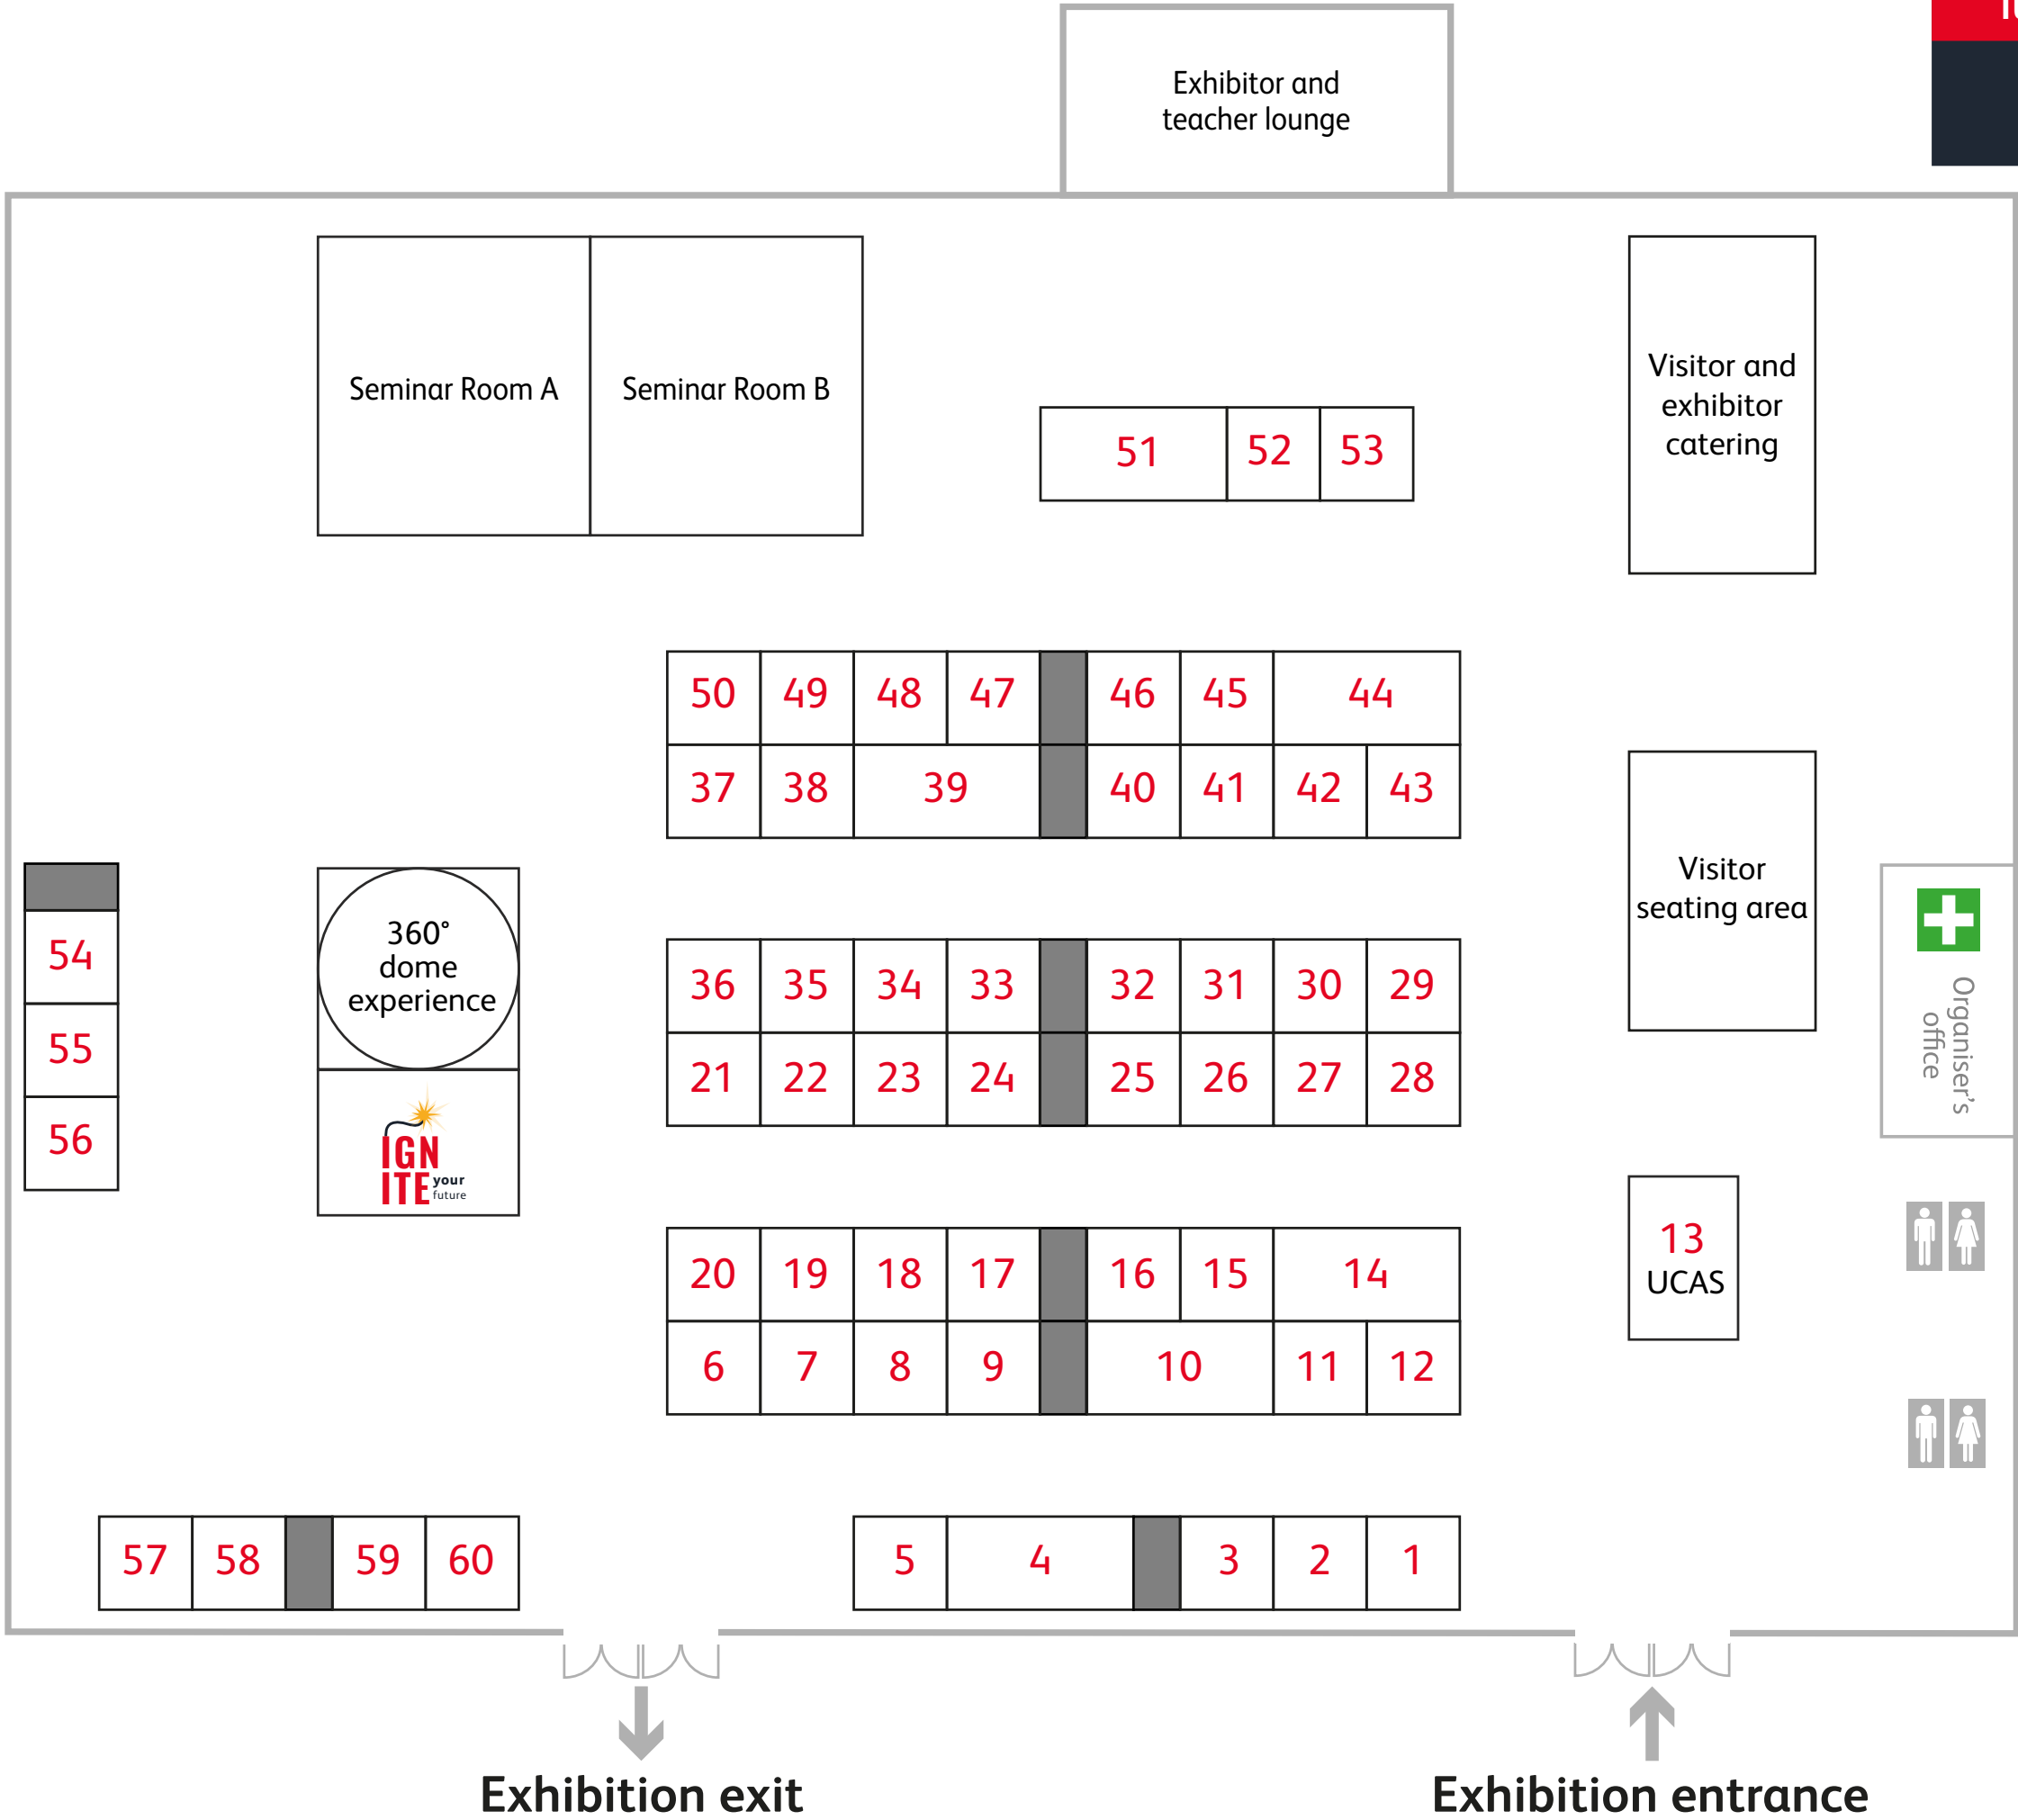 Exhibitor and
teacher lounge
Seminar Room A
Seminar Room B
Visitor and
exhibitor
catering
51 52 53
50 49 48 47 46 45 44
37 38 39 40 41 42 43
Visitor
seating area
54
55
56
360°
dome
experience
IGN
ITE your
future
36 35 34 33 32 31 30 29
21 22 23 24 25 26 27 28
Organiser's
office
13
UCAS
20 19 18 17 16 15 14
6 7 8 9 10 11 12
57 58 59 60
5 4 3 2 1
Exhibition exit
Exhibition entrance